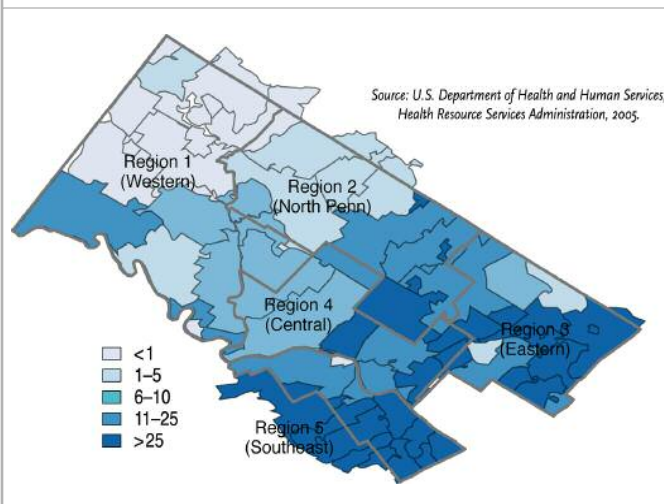 Source: U.S. Department of Health and Human Services,
Health Resource Services Administration, 2005.
Region 1
(Western)
Region 2
(North Penn)
Region 4
(Central)
Region 3
(Eastern)
Region 5
(Southeast)
<1
1–5
6–10
11–25
>25